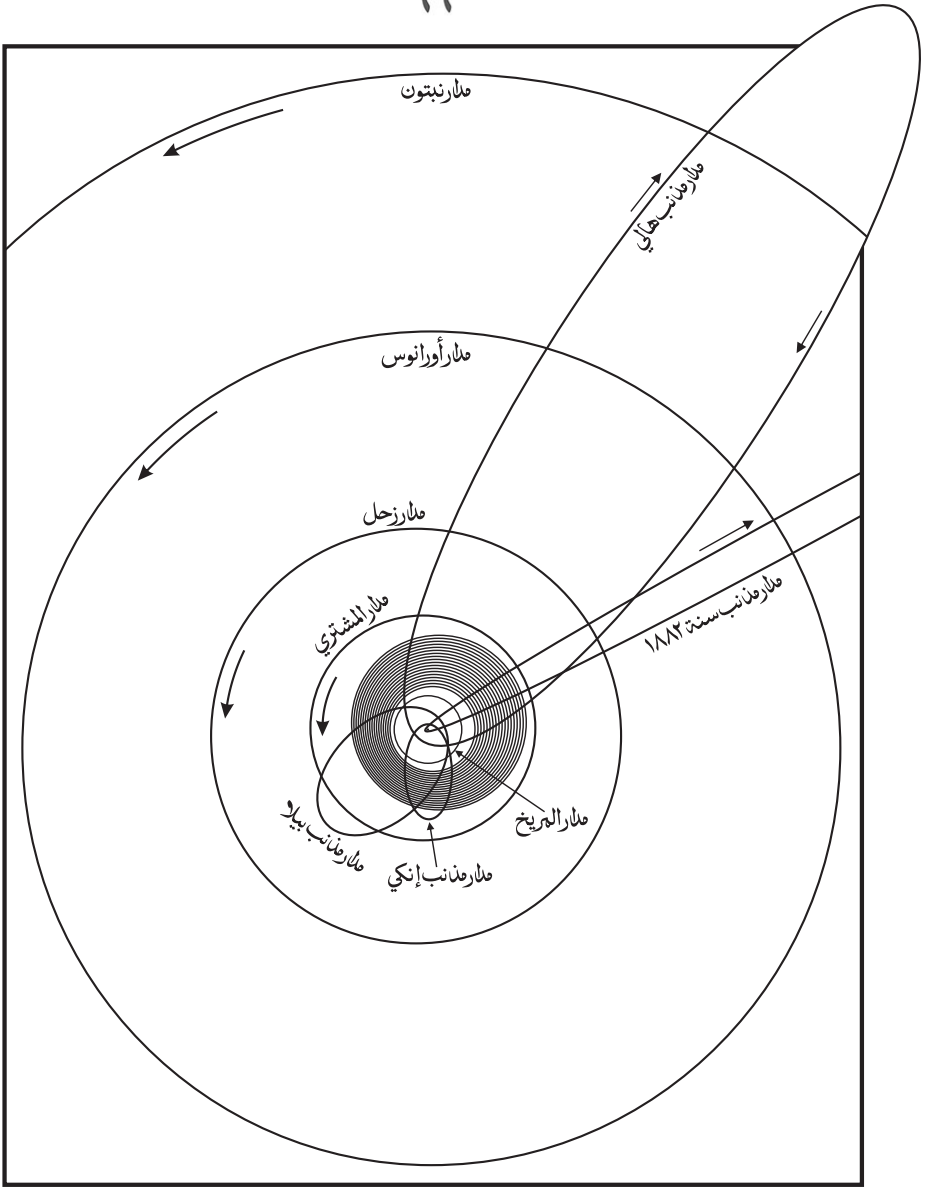 مدار نبتون
مدار مذنب هالي
مدار أورانوس
مدار زحل
مدار المشتري
مدار مذنب سنة ١٨٨٢
مدار المريخ
مدار مذنب بيلا
مدار مذنب إنكي